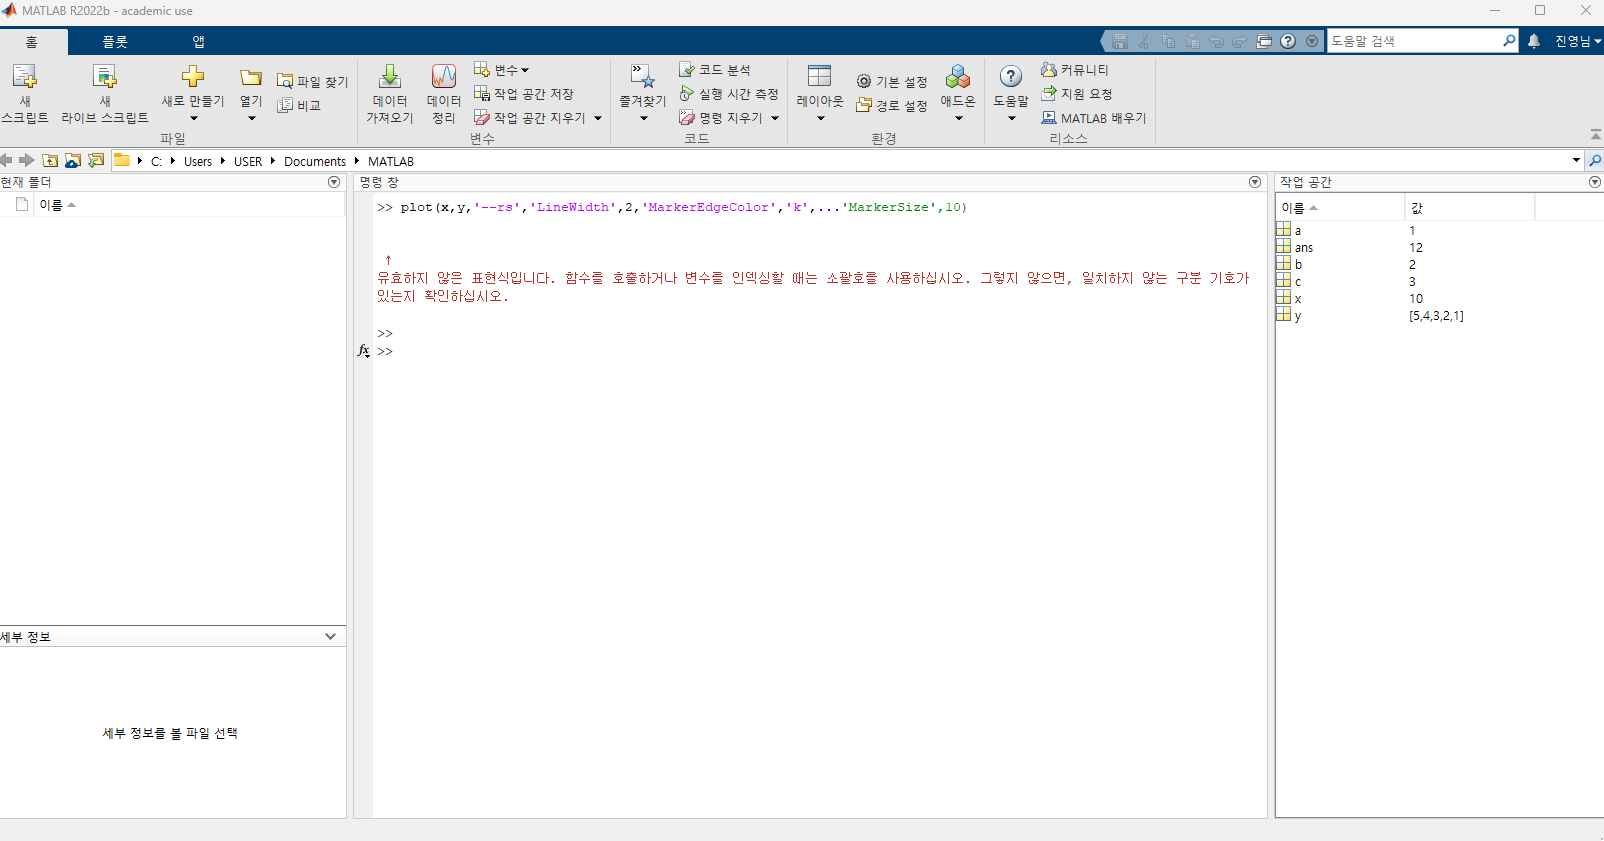 MATLAB R2022b - academic use
홈
플롯
앱
도움말 검색
진영님
새
스크립트
새
라이브 스크립트
새로 만들기
열기
파일 찾기
비교
파일
데이터
가져오기
데이터
정리
변수
작업 공간 저장
작업 공간 지우기
변수
즐겨찾기
코드 분석
실행 시간 측정
명령 지우기
코드
레이아웃
기본 설정
경로 설정
애드온
환경
도움말
커뮤니티
지원 요청
MATLAB 배우기
리소스
C: Users USER Documents MATLAB
현재 폴더
이름
세부 정보
세부 정보를 볼 파일 선택
명령 창
>> plot(x,y,'--rs','LineWidth',2,'MarkerEdgeColor','k',...'MarkerSize',10)
↑
유효하지 않은 표현식입니다. 함수를 호출하거나 변수를 인덱싱할 때는 소괄호를 사용하십시오. 그렇지 않으면, 일치하지 않는 구분 기호가
있는지 확인하십시오.
>>
fx >>
작업 공간
이름 값
a 1
ans 12
b 2
c 3
x 10
y [5,4,3,2,1]